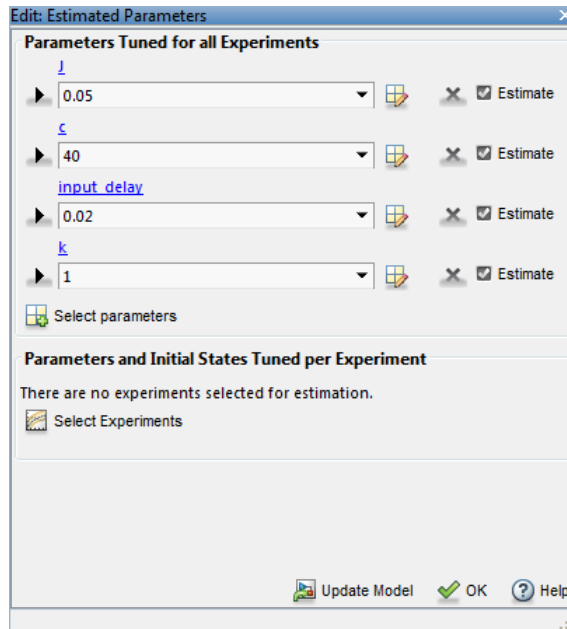 Edit: Estimated Parameters
Parameters Tuned for all Experiments
J
0.05 Estimate
c
40 Estimate
input_delay
0.02 Estimate
k
1 Estimate
Select parameters
Parameters and Initial States Tuned per Experiment
There are no experiments selected for estimation.
Select Experiments
Update Model OK Help